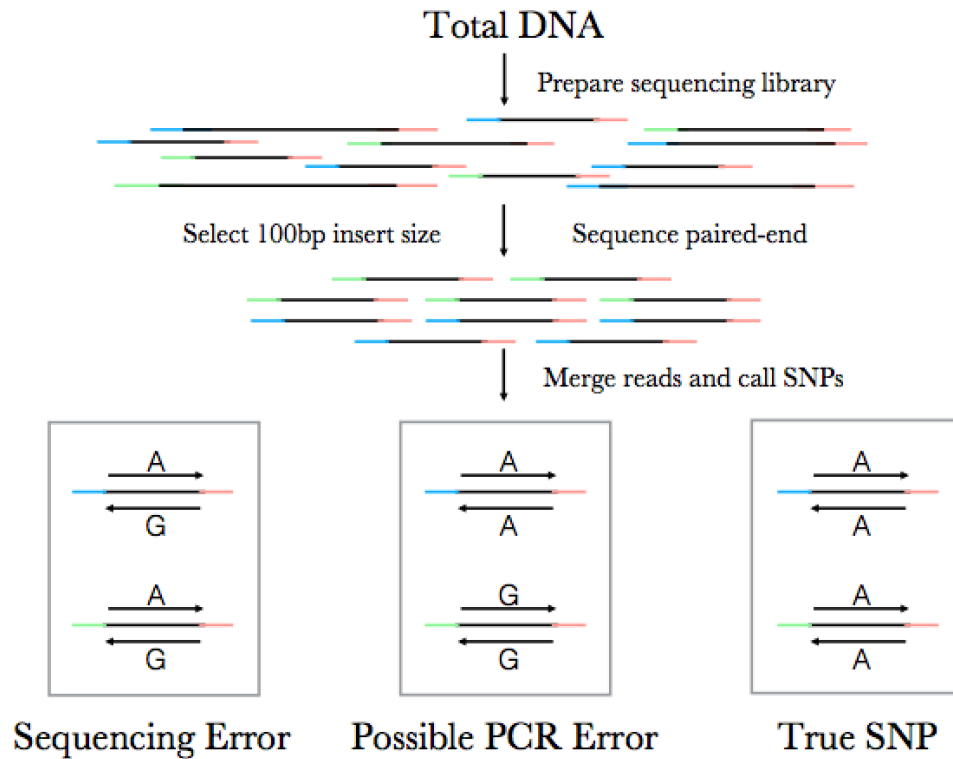 Total DNA
Prepare sequencing library
Select 100bp insert size
Sequence paired-end
Merge reads and call SNPs
A
G
A
G
A
A
G
G
A
A
A
A
Sequencing Error
Possible PCR Error
True SNP